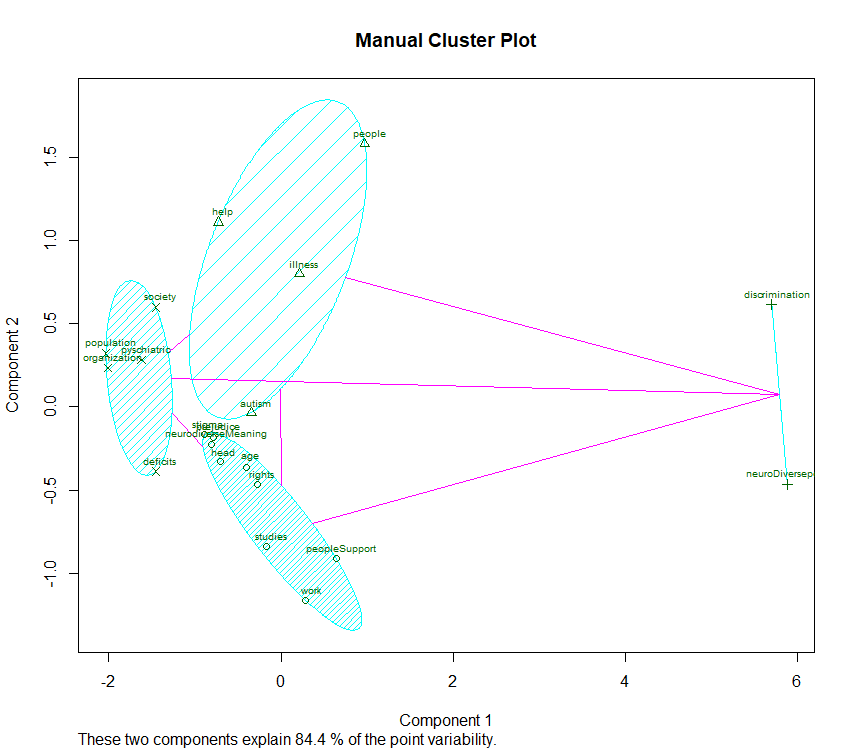 Manual Cluster Plot
people
help
illness
discrimination
society
population
pyschiatric
organization
autism
stigma
prejudice
neurodiverseMeaning
head
age
deficits
rights
neuroDiversep
studies
peopleSupport
work
Component 2
-1.0
-0.5
0.0
0.5
1.0
1.5
-2
0
2
4
6
Component 1
These two components explain 84.4 % of the point variability.